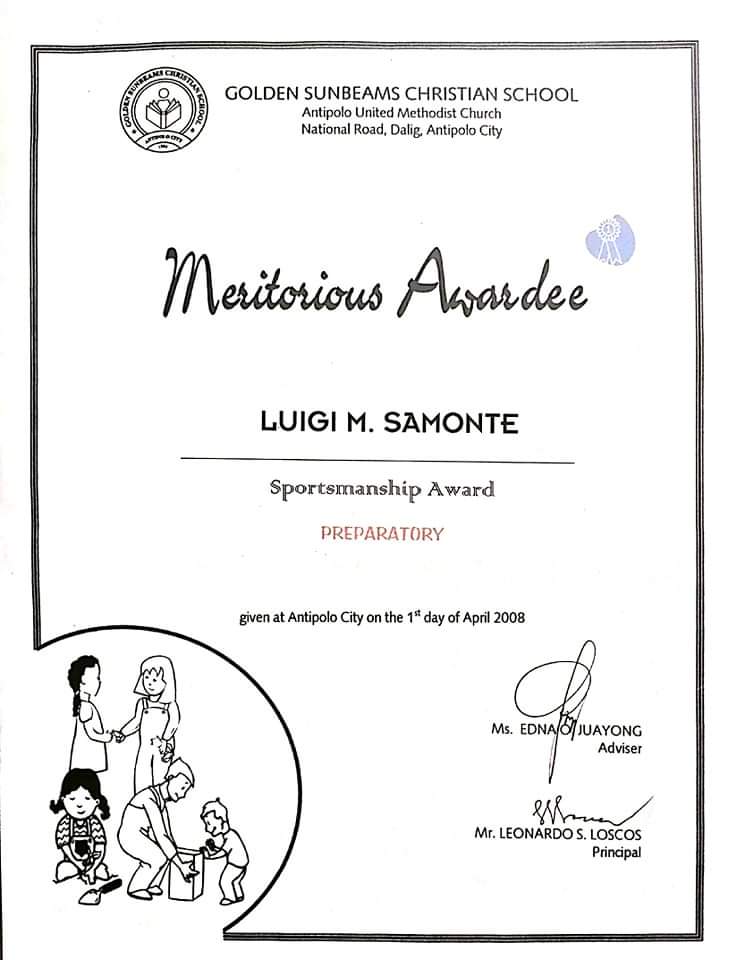 GOLDEN SUNBEAMS CHRISTIAN SCHOOL
ANTIPOLO CITY
GOLDEN SUNBEAMS CHRISTIAN SCHOOL
Antipolo United Methodist Church
National Road, Dalig, Antipolo City
1
Meritorious Awardee
LUIGI M. SAMONTE
Sportsmanship Award
PREPARATORY
given at Antipolo City on the 1st day of April 2008
Ms. EDNA O. JUAYONG
Adviser
Mr. LEONARDO S. LOSCOS
Principal